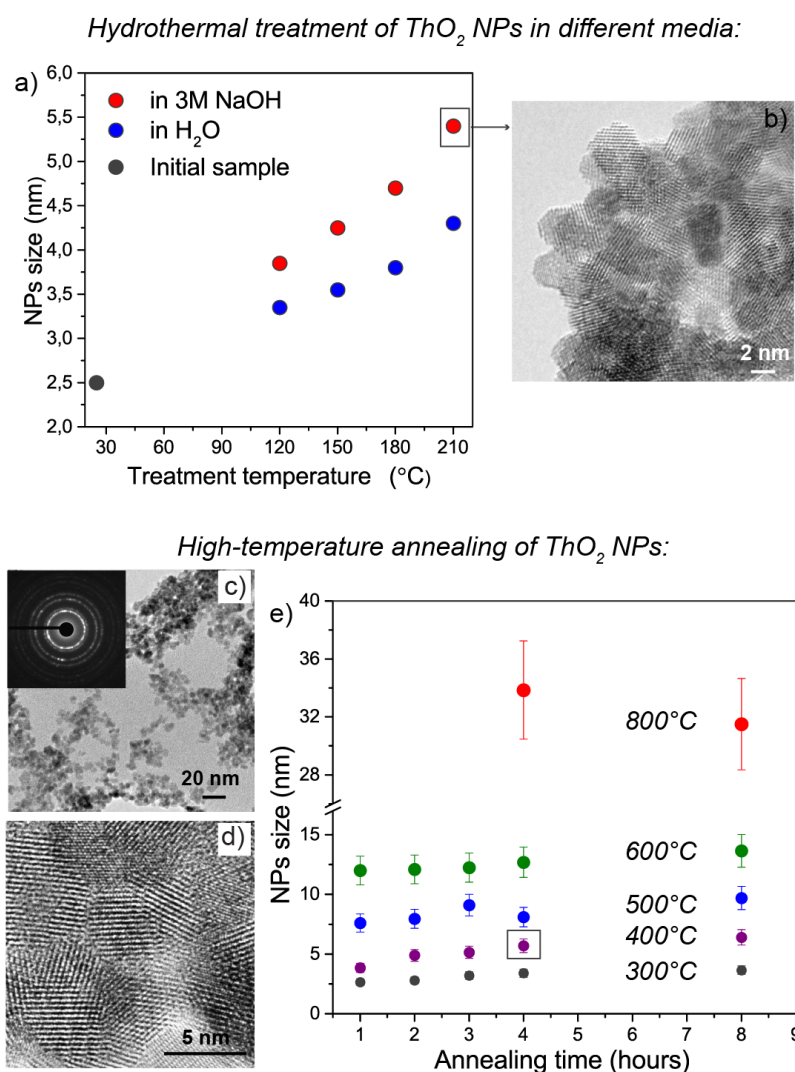 Hydrothermal treatment of ThO₂ NPs in different media:
a)
6,0
5,5
5,0
4,5
4,0
3,5
3,0
2,5
2,0
NPs size (nm)
in 3M NaOH
in H₂O
Initial sample
30 60 90 120 150 180 210
Treatment temperature (°C)
b)
2 nm
High-temperature annealing of ThO₂ NPs:
c)
20 nm
d)
5 nm
e)
40
36
32
28
15
10
5
0
NPs size (nm)
800°C
600°C
500°C
400°C
300°C
1 2 3 4 5 6 7 8 9
Annealing time (hours)